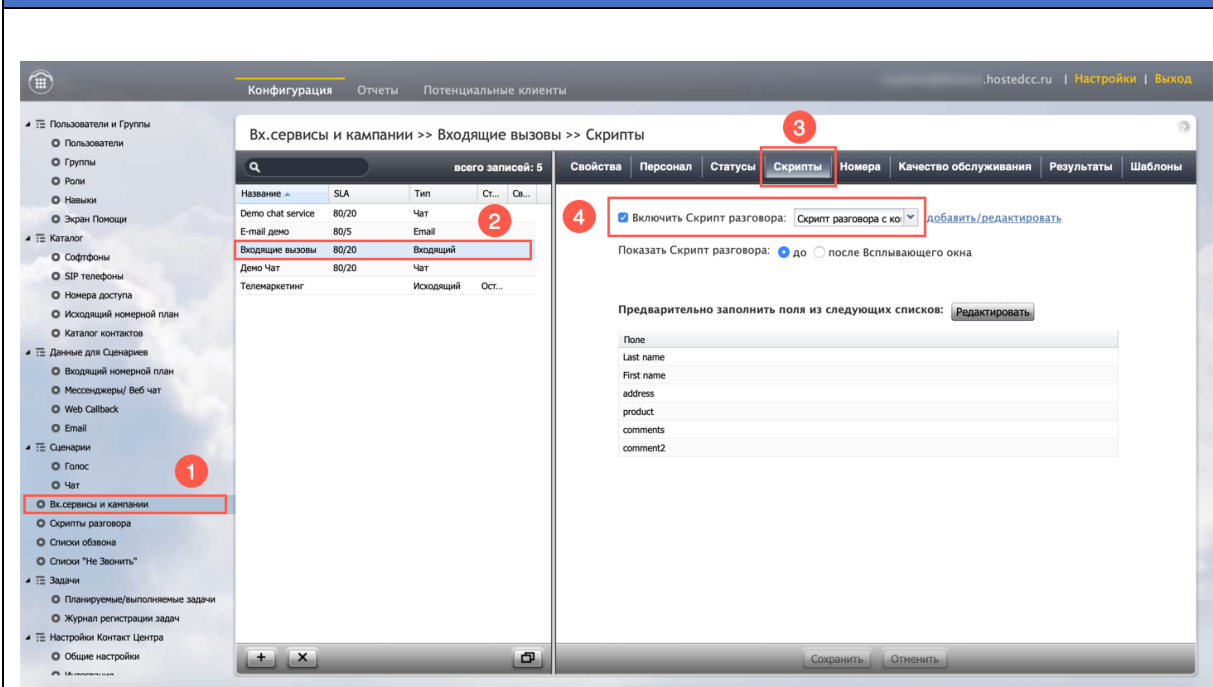 .hostedcc.ru | Настройки | Выход
Конфигурация Отчеты Потенциальные клиенты
Пользователи и Группы
Пользователи
Группы
Роли
Навыки
Экран Помощи
Каталог
Софтфоны
SIP телефоны
Номера доступа
Исходящий номерной план
Каталог контактов
Данные для Сценариев
Входящий номерной план
Мессенджеры/ Веб чат
Web Callback
Email
Сценарии
Голос
1
Чат
Вх.сервисы и кампании
Скрипты разговора
Списки обзвона
Списки "Не Звонить"
Задачи
Планируемые/выполняемые задачи
Журнал регистрации задач
Настройки Контакт Центра
Общие настройки
Вх.сервисы и кампании >> Входящие вызовы >> Скрипты
3
всего записей: 5
Название SLA Тип Ст... Св...
Demo chat service 80/20 Чат
2
E-mail демо 80/5 Email
Входящие вызовы 80/20 Входящий
Демо Чат 80/20 Чат
Телемаркетинг Исходящий Ост...
Свойства Персонал Статусы Скрипты Номера Качество обслуживания Результаты Шаблоны
4
Включить Скрипт разговора: Скрипт разговора с ко добавить/редактировать
Показать Скрипт разговора: до после Всплывающего окна
Предварительно заполнить поля из следующих списков: Редактировать
Поле
Last name
First name
address
product
comments
comment2
Сохранить Отменить